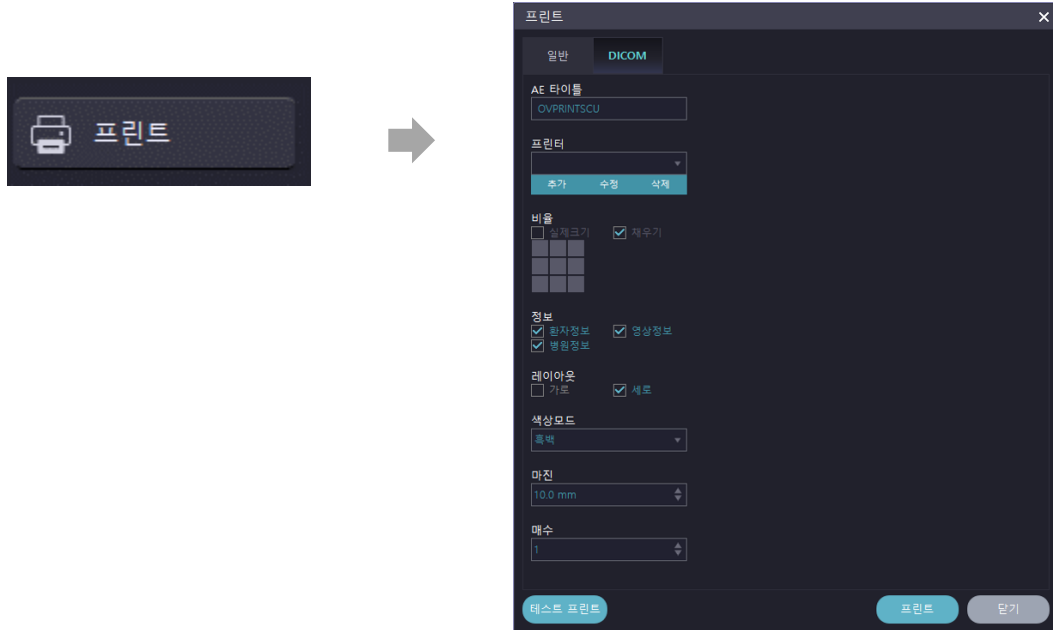 프린트
프린트
일반 DICOM
AE 타이틀
OVPRINTSCU
프린터
추가 수정 삭제
비율
실제크기 채우기
정보
환자정보 영상정보
병원정보
레이아웃
가로 세로
색상모드
흑백
마진
10.0 mm
매수
1
테스트 프린트 프린트 닫기